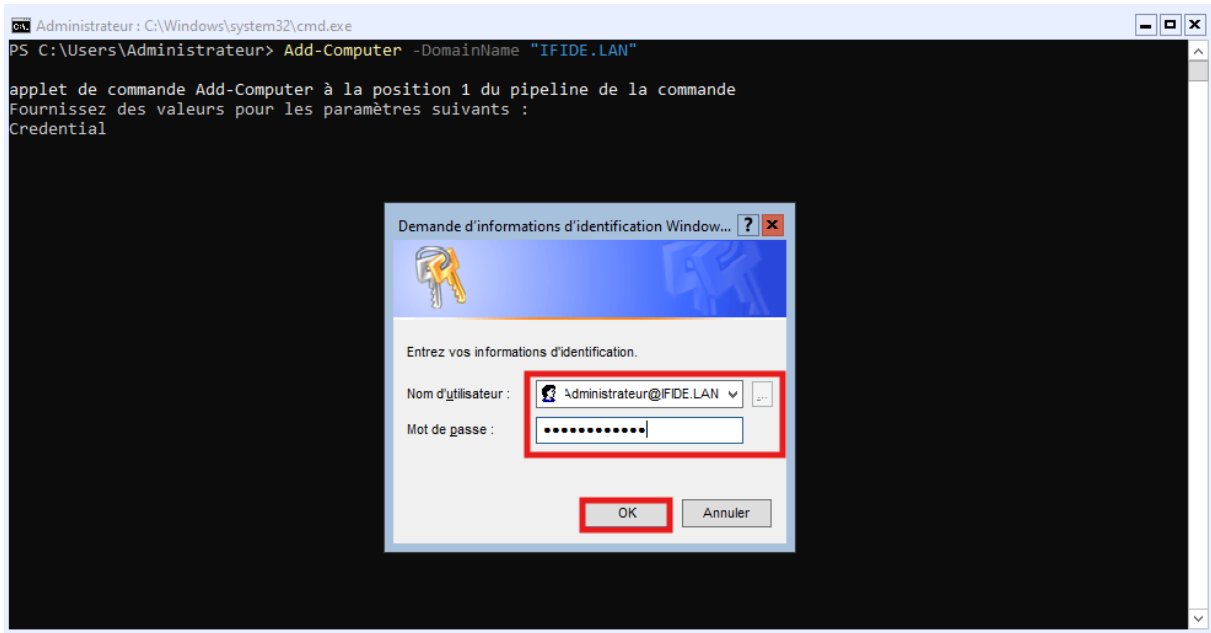 Administrateur : C:\Windows\system32\cmd.exe
PS C:\Users\Administrateur> Add-Computer -DomainName "IFIDE.LAN"
applet de commande Add-Computer à la position 1 du pipeline de la commande
Fournissez des valeurs pour les paramètres suivants :
Credential
Demande d'informations d'identification Window...
Entrez vos informations d'identification.
Nom d'utilisateur :
Administrateur@IFIDE.LAN
...
Mot de passe :
••••••••••••
OK
Annuler